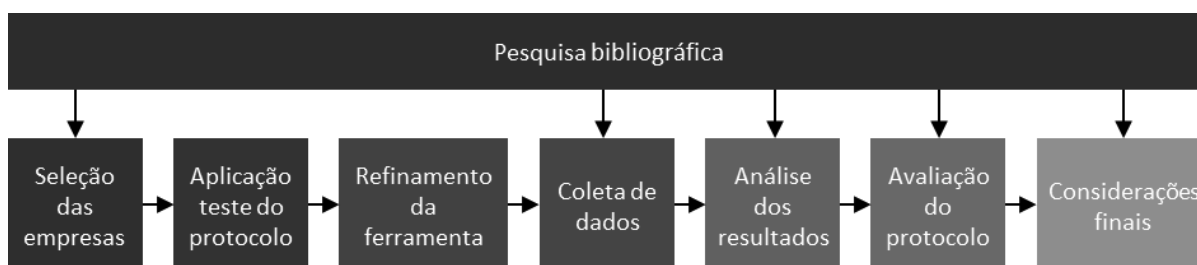 Pesquisa bibliográfica
Seleção
das
empresas
Aplicação
teste do
protocolo
Refinamento
da
ferramenta
Coleta de
dados
Análise
dos
resultados
Avaliação
do
protocolo
Considerações
finais